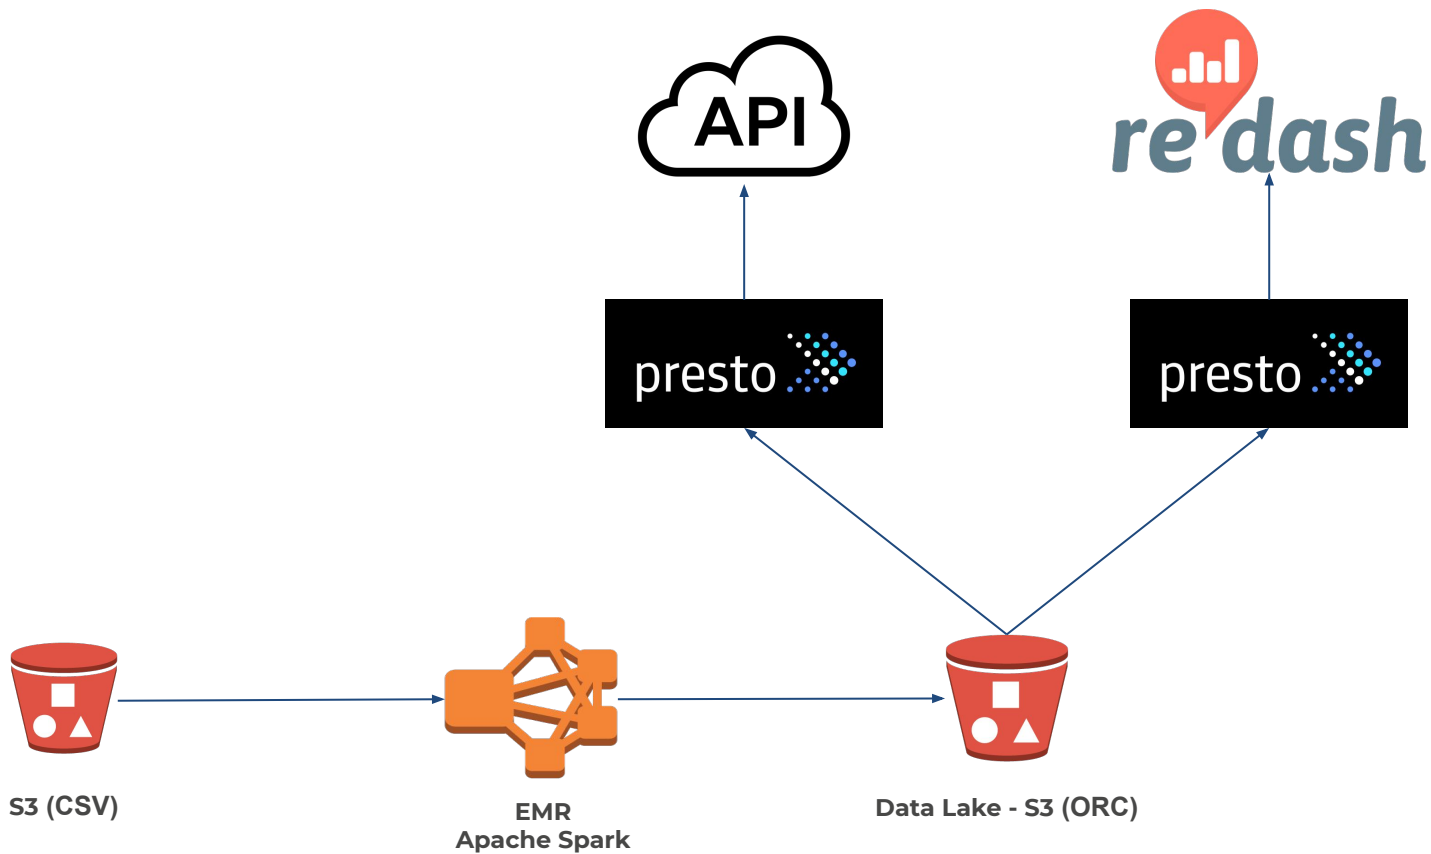 API
redash
presto
presto
S3 (CSV)
EMR
Apache Spark
Data Lake - S3 (ORC)